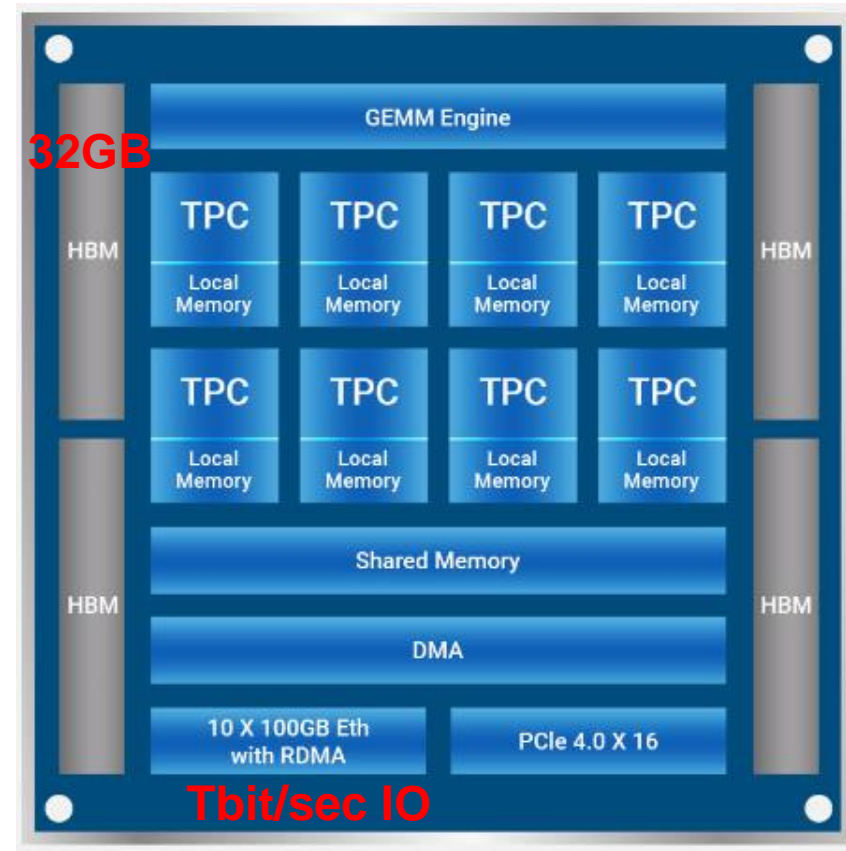 GEMM Engine
32GB
HBM
HBM
TPC
TPC
TPC
TPC
Local
Memory
Local
Memory
Local
Memory
Local
Memory
TPC
TPC
TPC
TPC
Local
Memory
Local
Memory
Local
Memory
Local
Memory
Shared Memory
HBM
HBM
DMA
10 X 100GB Eth
with RDMA
PCle 4.0 X 16
Tbit/sec IO